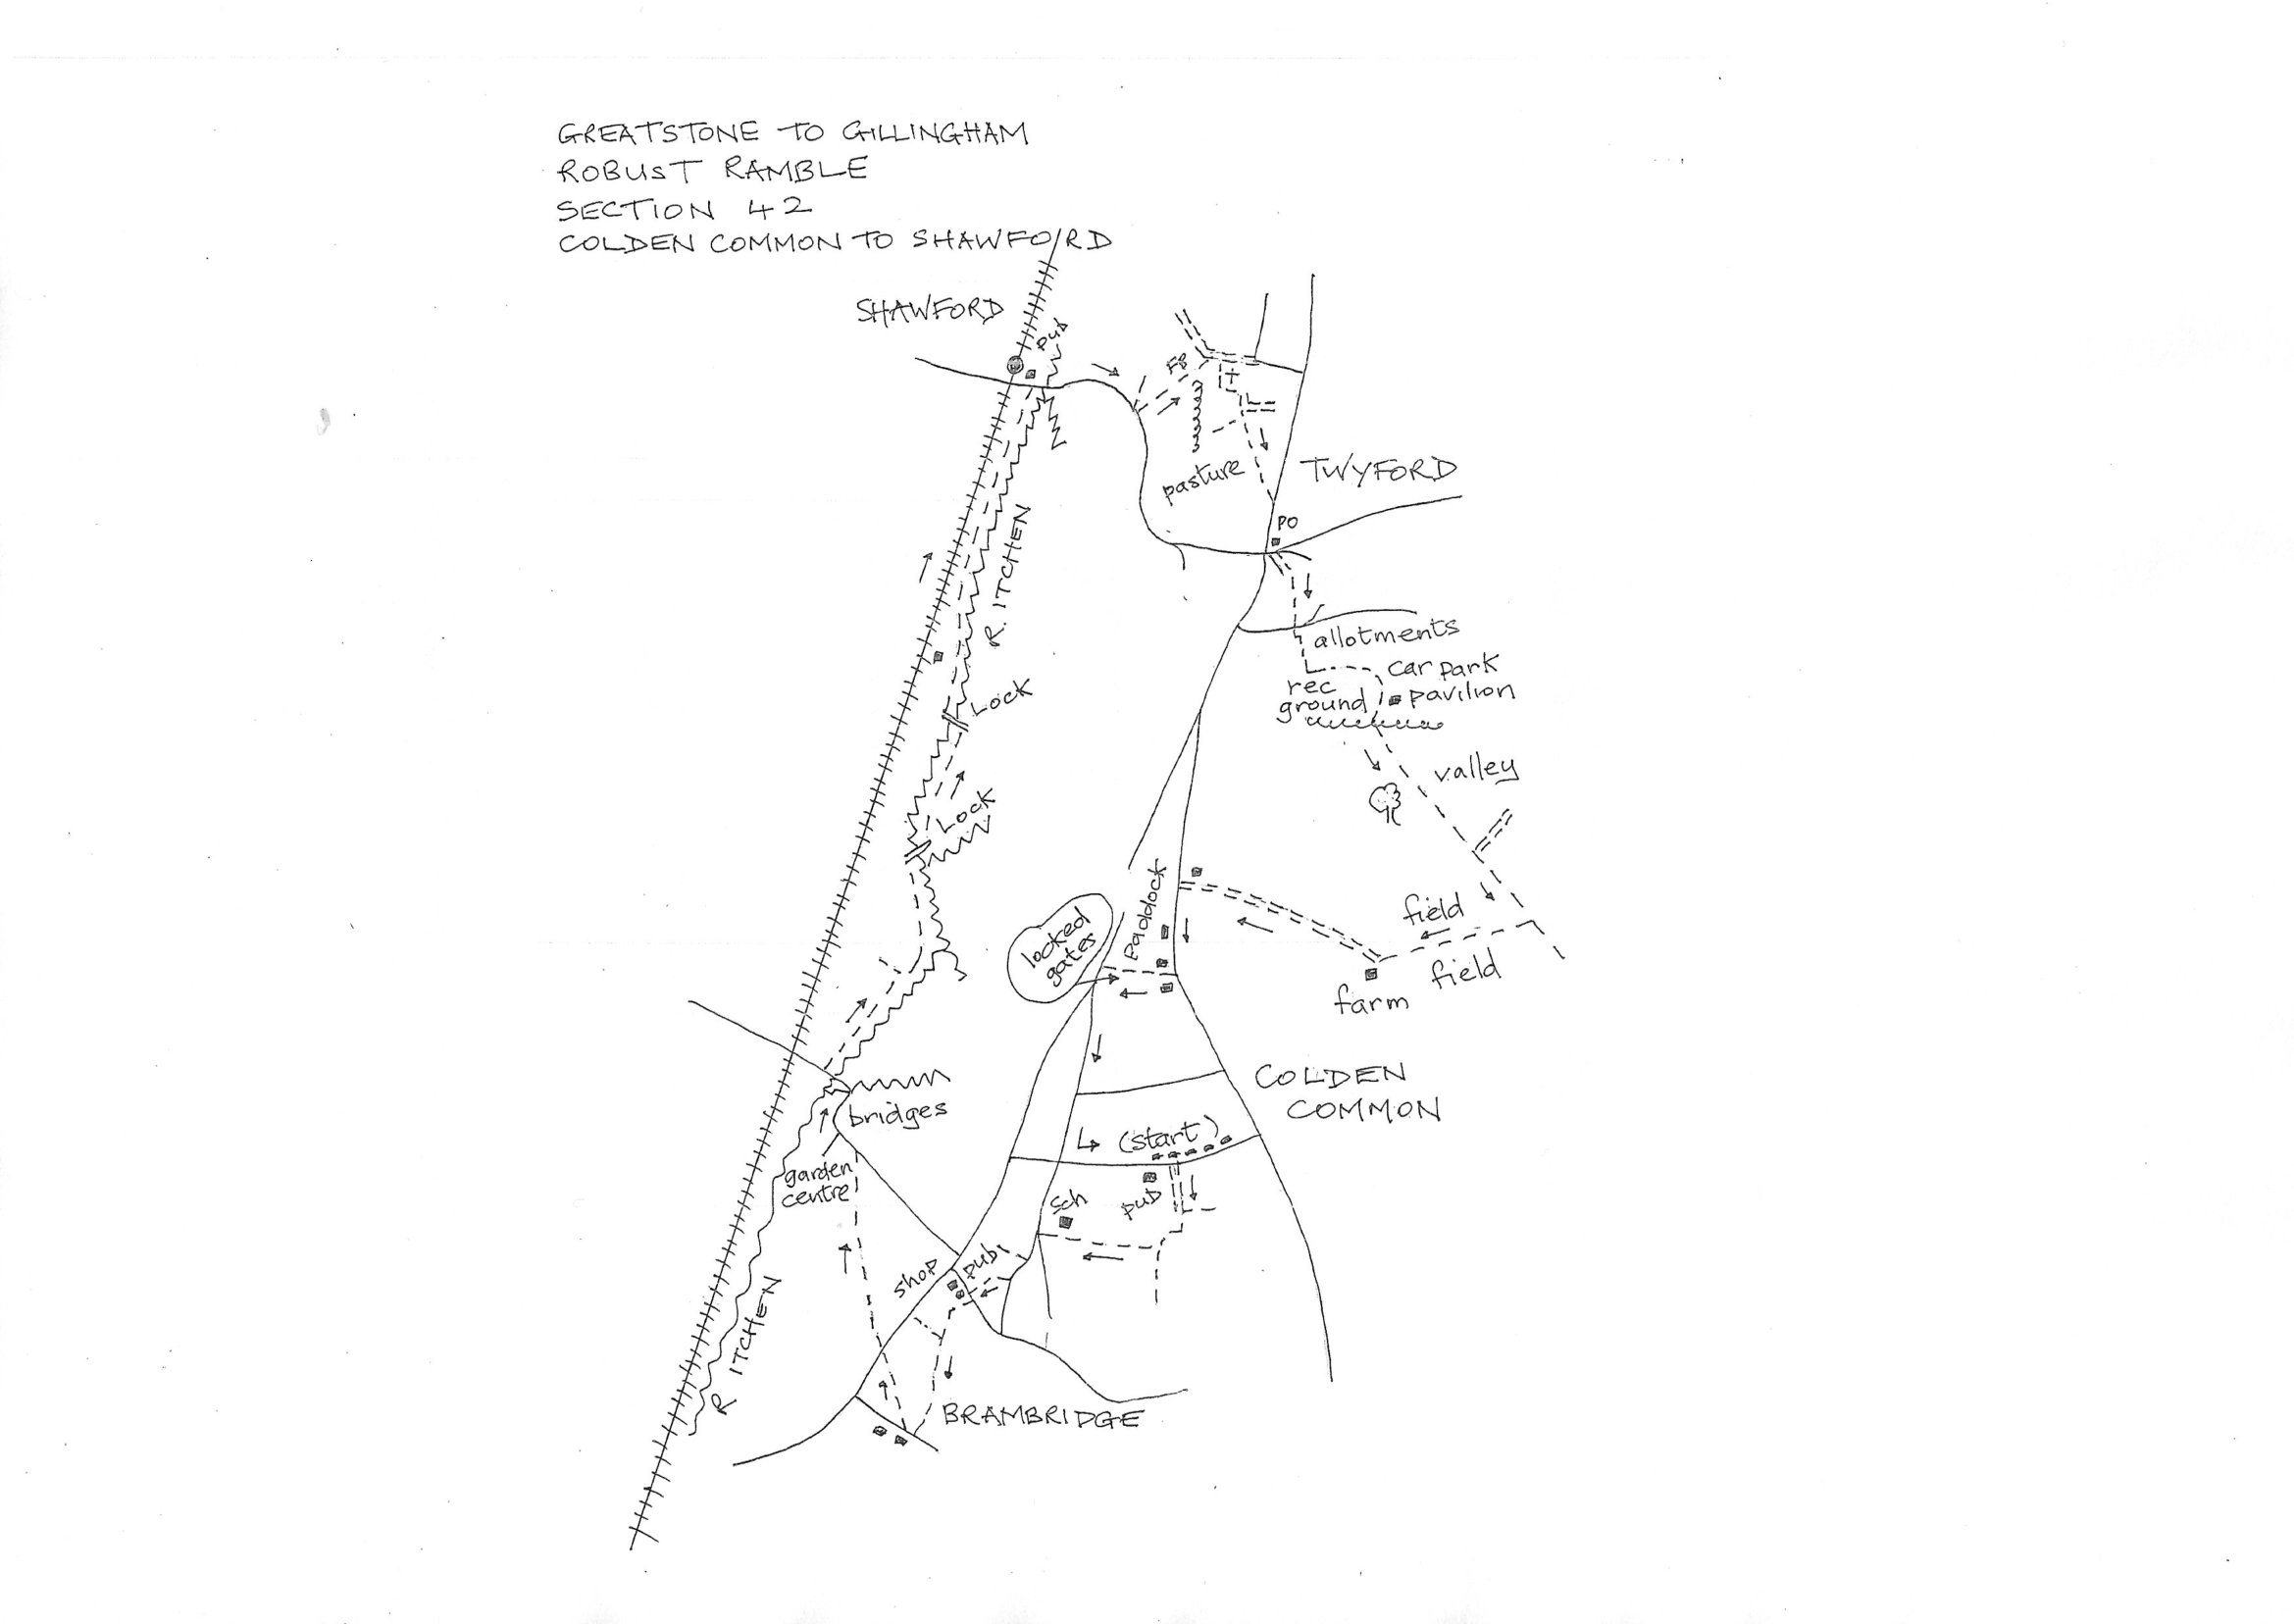 GREATSTONE TO GILLINGHAM
ROBUST RAMBLE
SECTION 42
COLDEN COMMON TO SHAWFORD
SHAWFORD
Pub
FB
pasture
TWYFORD
PO
R. ITCHEN
allotments
car park
rec
ground
pavilion
Lock
valley
Lock
Paddock
field
locked
gates
field
farm
COLDEN
COMMON
bridges
(start)
garden
centre
Sch
pub
shop
pub
R ITCHEN
BRAMBRIDGE